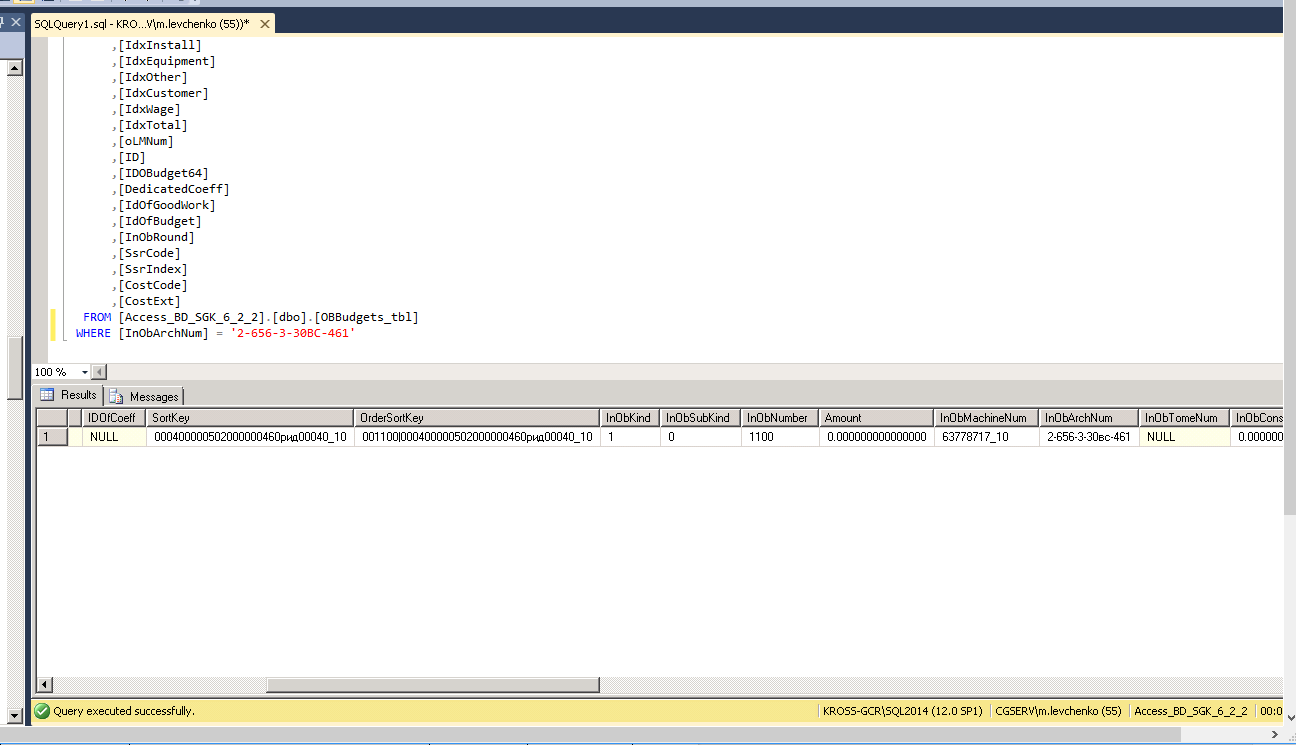 SQLQuery1.sql - KRO...V\m.levchenko (55))*
,[IdxInstall]
,[IdxEquipment]
,[IdxOther]
,[IdxCustomer]
,[IdxWage]
,[IdxTotal]
,[oLMNum]
,[ID]
,[IDOBudget64]
,[DedicatedCoeff]
,[IdOfGoodWork]
,[IdOfBudget]
,[InObRound]
,[SsrCode]
,[SsrIndex]
,[CostCode]
,[CostExt]
FROM [Access_BD_SGK_6_2_2].[dbo].[OBBudgets_tbl]
WHERE [InObArchNum] = '2-656-3-30ВС-461'
100 %
Results Messages
IDOfCoeff SortKey OrderSortKey InObKind InObSubKind InObNumber Amount InObMachineNum InObArchNum InObTomeNum InObCons
1 NULL 000400000502000000460рид00040_10 001100|000400000502000000460рид00040_10 1 0 1100 0.000000000000000 63778717_10 2-656-3-30вс-461 NULL 0.000000
Query executed successfully. KROSS-GCR\SQL2014 (12.0 SP1) CGSERV\m.levchenko (55) Access_BD_SGK_6_2_2 00:0